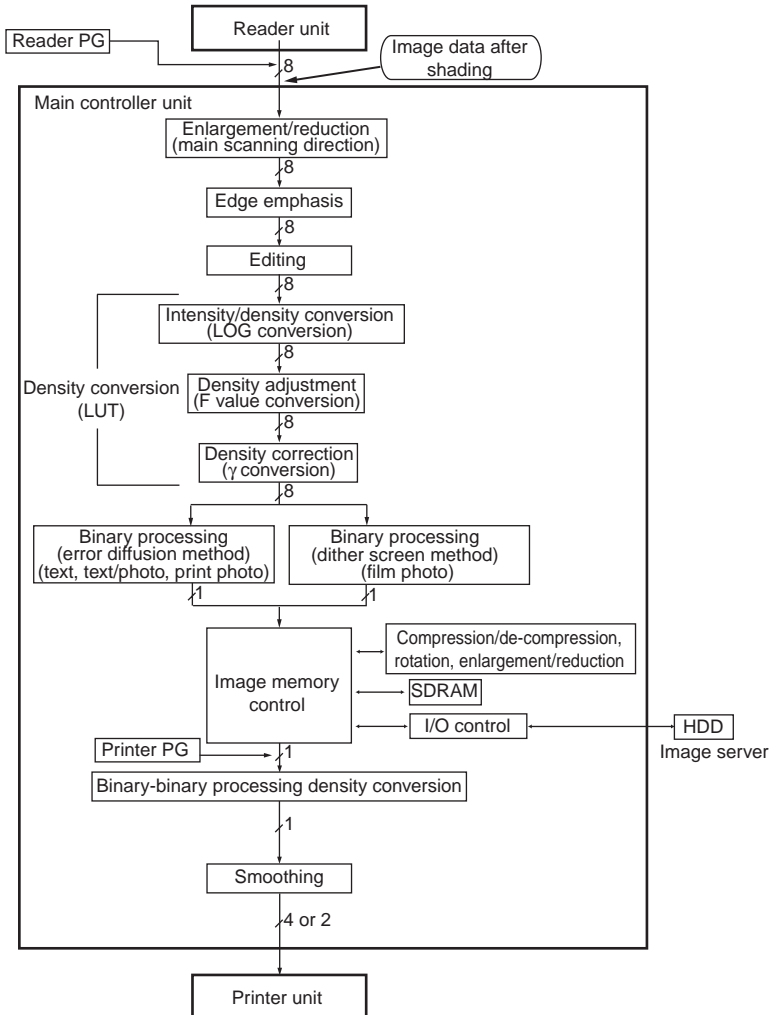 Reader unit
Reader PG
Image data after
shading
8
Main controller unit
Enlargement/reduction
(main scanning direction)
8
Edge emphasis
8
Editing
8
Intensity/density conversion
(LOG conversion)
8
Density conversion
(LUT)
Density adjustment
(F value conversion)
8
Density correction
(γ conversion)
8
Binary processing
(error diffusion method)
(text, text/photo, print photo)
Binary processing
(dither screen method)
(film photo)
1
1
Image memory
control
Compression/de-compression,
rotation, enlargement/reduction
SDRAM
I/O control
HDD
Image server
Printer PG
1
Binary-binary processing density conversion
1
Smoothing
4 or 2
Printer unit